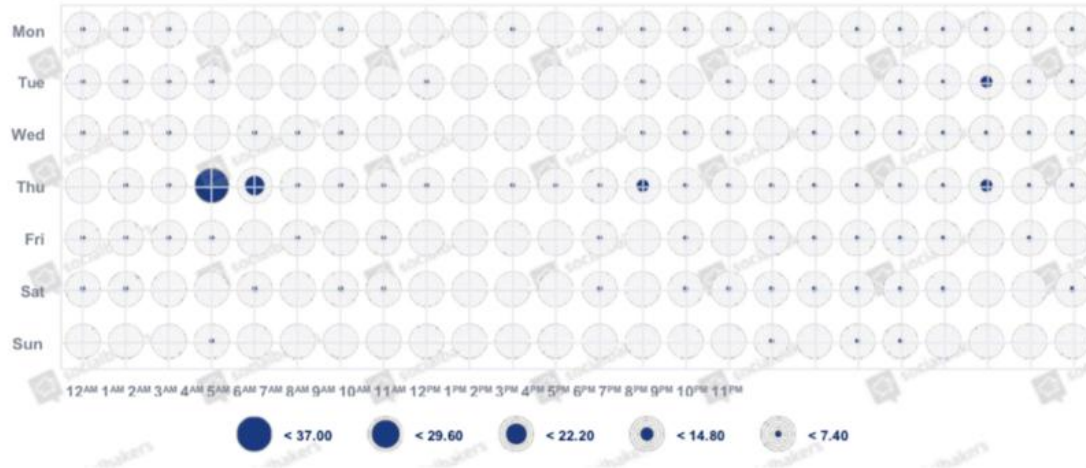 Mon
Tue
Wed
Thu
Fri
Sat
Sun
12AM 1AM 2AM 3AM 4AM 5AM 6AM 7AM 8AM 9AM 10AM 11AM 12PM 1PM 2PM 3PM 4PM 5PM 6PM 7PM 8PM 9PM 10PM 11PM
< 37.00 < 29.60 < 22.20 < 14.80 < 7.40
socialbakers